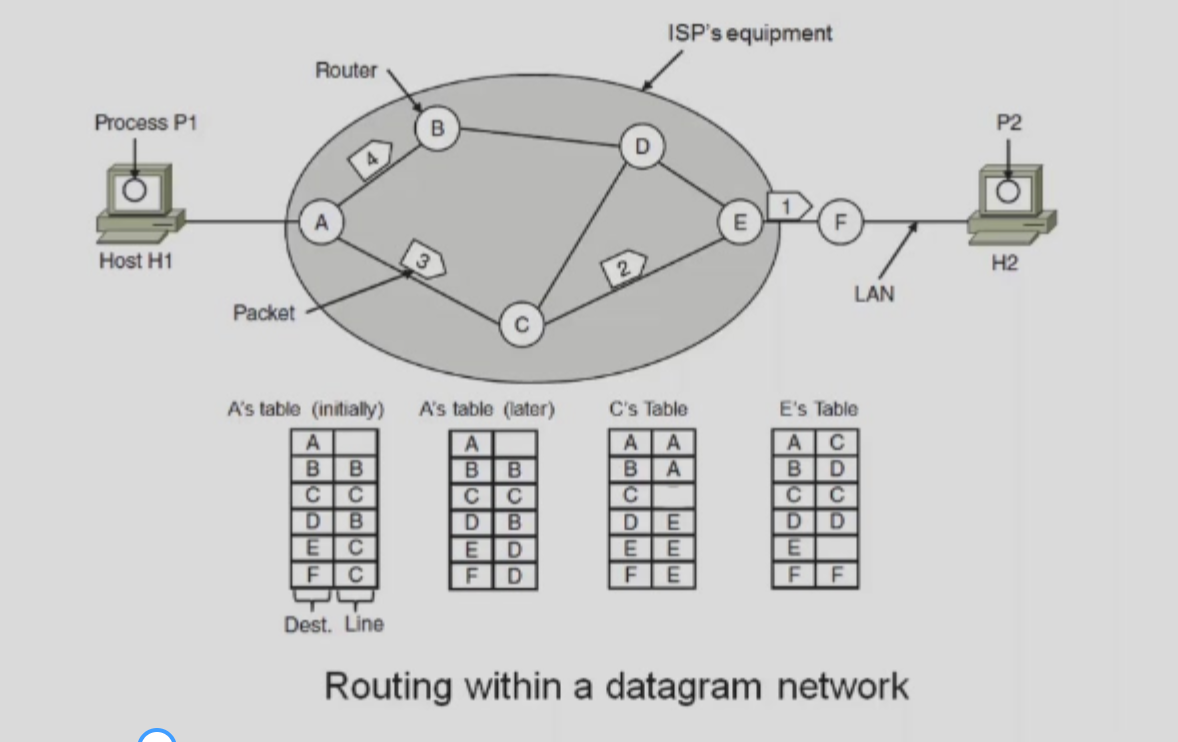 ISP's equipment
Router
Process P1
P2
B
D
4
A
E
1
F
3
2
Host H1
H2
LAN
Packet
C
A's table (initially)
A's table (later)
C's Table
E's Table
A
B B
C C
D B
E C
F C
Dest. Line
A
B B
C C
D B
E D
F D
A A
B A
C
D E
E E
F E
A C
B D
C C
D D
E
F F
Routing within a datagram network